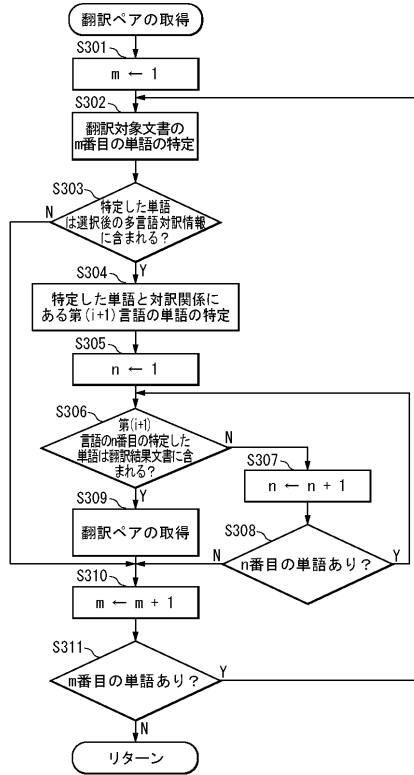 翻訳ペアの取得
S301
m ← 1
S302
翻訳対象文書の
m番目の単語の特定
S303
N
特定した単語
は選択後の多言語対訳情報
に含まれる?
Y
S304
特定した単語と対訳関係に
ある第(i+1)言語の単語の特定
S305
n ← 1
S306
第(i+1)
言語のn番目の特定した
単語は翻訳結果文書に含
まれる?
N
Y
S307
n ← n + 1
S308
N
n番目の単語あり?
Y
S309
翻訳ペアの取得
S310
m ← m + 1
S311
m番目の単語あり?
Y
N
リターン